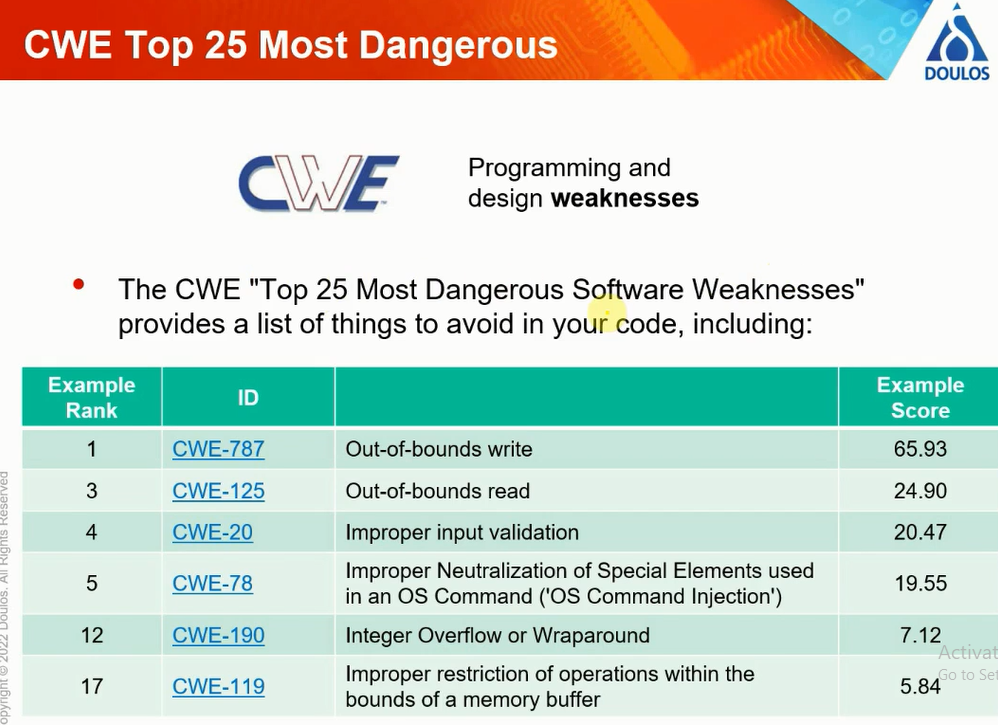 CWE Top 25 Most Dangerous
DOULOS
CWE
Programming and
design weaknesses
• The CWE "Top 25 Most Dangerous Software Weaknesses"
provides a list of things to avoid in your code, including:
Example Rank ID Example Score
1 CWE-787 Out-of-bounds write 65.93
3 CWE-125 Out-of-bounds read 24.90
4 CWE-20 Improper input validation 20.47
5 CWE-78 Improper Neutralization of Special Elements used
in an OS Command ('OS Command Injection') 19.55
12 CWE-190 Integer Overflow or Wraparound 7.12
17 CWE-119 Improper restriction of operations within the
bounds of a memory buffer 5.84
Activat
Go to Set
opyright © 2022 Doulos. All Rights Reserved